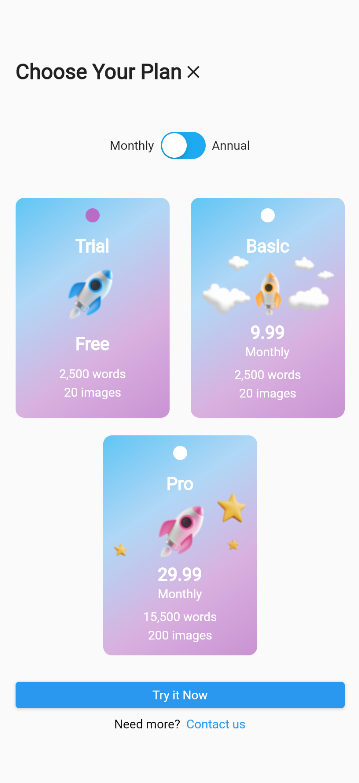 Choose Your Plan
Monthly Annual
Trial
Free
2,500 words
20 images
Basic
9.99
Monthly
2,500 words
20 images
Pro
29.99
Monthly
15,500 words
200 images
Try it Now
Need more? Contact us